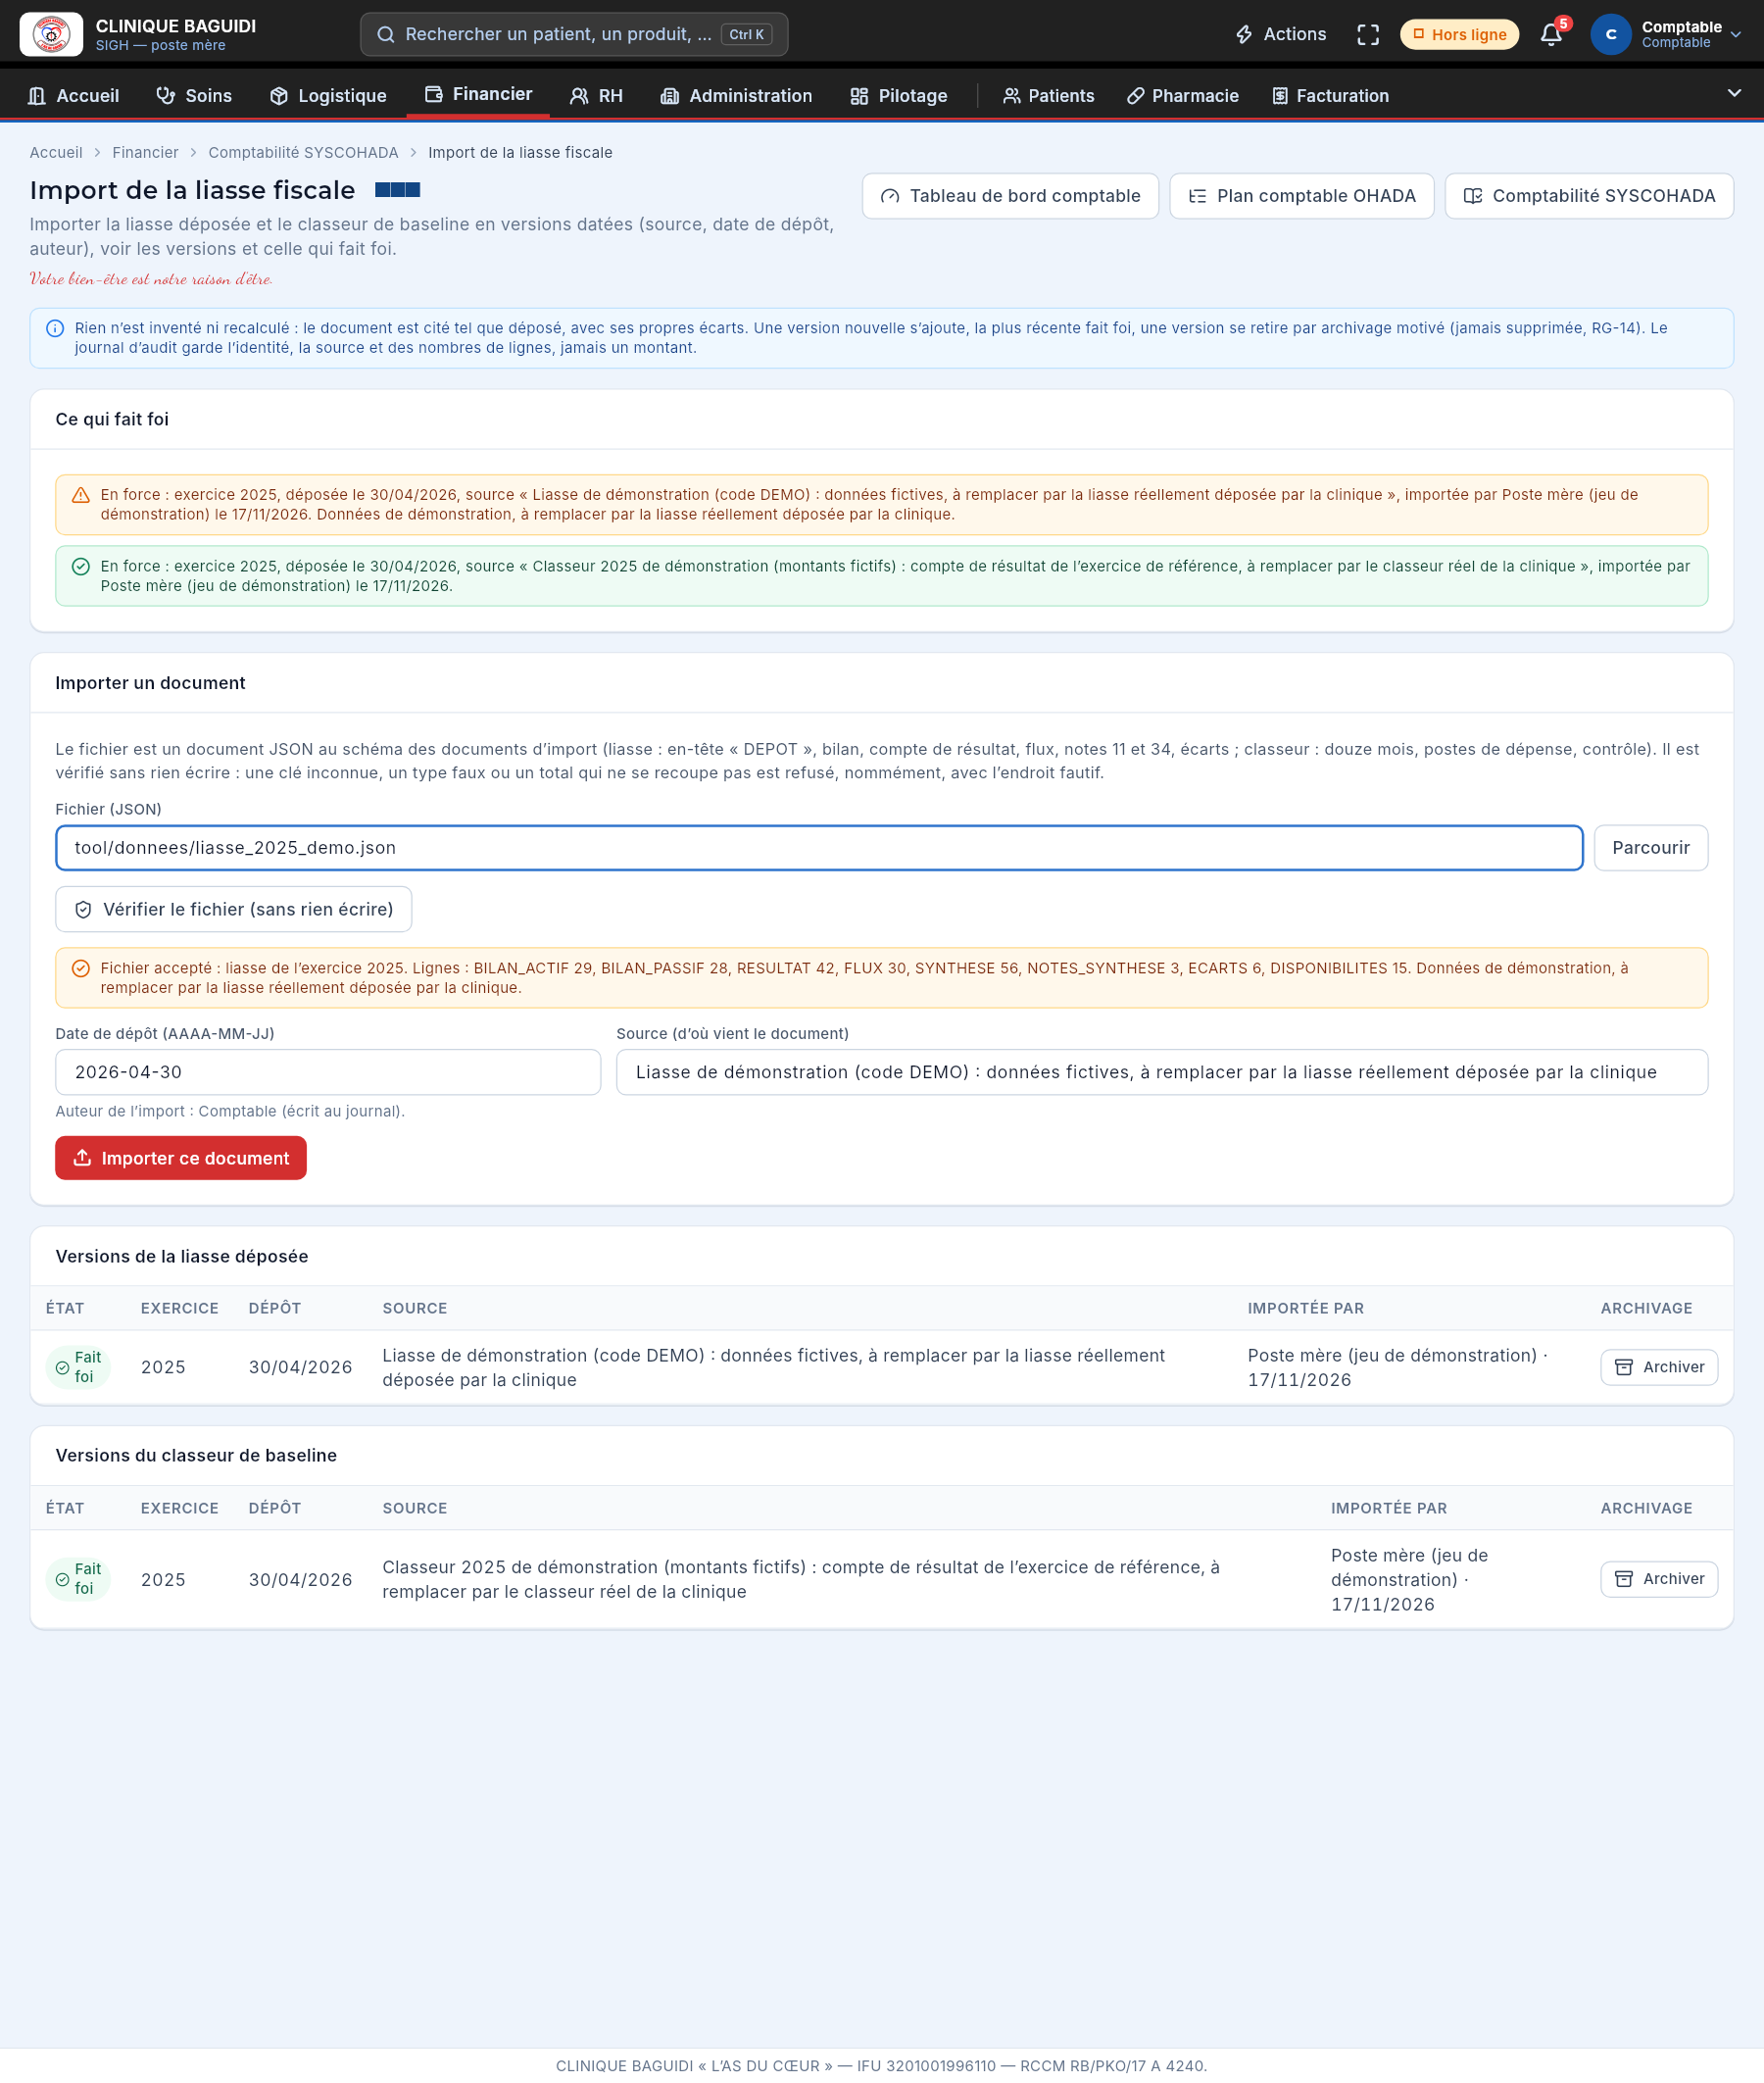 CLINIQUE BAGUIDI
SIGH — poste mère
Rechercher un patient, un produit, ... Ctrl K
Actions
Hors ligne
5
C
Comptable
Comptable
Accueil
Soins
Logistique
Financier
RH
Administration
Pilotage
Patients
Pharmacie
Facturation
Accueil > Financier > Comptabilité SYSCOHADA > Import de la liasse fiscale
Import de la liasse fiscale
Tableau de bord comptable
Plan comptable OHADA
Comptabilité SYSCOHADA
Importer la liasse déposée et le classeur de baseline en versions datées (source, date de dépôt,
auteur), voir les versions et celle qui fait foi.
Votre bien-être est notre raison d'être.
Rien n’est inventé ni recalculé : le document est cité tel que déposé, avec ses propres écarts. Une version nouvelle s’ajoute, la plus récente fait foi, une version se retire par archivage motivé (jamais supprimée, RG-14). Le
journal d’audit garde l’identité, la source et des nombres de lignes, jamais un montant.
Ce qui fait foi
En force : exercice 2025, déposée le 30/04/2026, source « Liasse de démonstration (code DEMO) : données fictives, à remplacer par la liasse réellement déposée par la clinique », importée par Poste mère (jeu de
démonstration) le 17/11/2026. Données de démonstration, à remplacer par la liasse réellement déposée par la clinique.
En force : exercice 2025, déposée le 30/04/2026, source « Classeur 2025 de démonstration (montants fictifs) : compte de résultat de l’exercice de référence, à remplacer par le classeur réel de la clinique », importée par
Poste mère (jeu de démonstration) le 17/11/2026.
Importer un document
Le fichier est un document JSON au schéma des documents d’import (liasse : en-tête « DEPOT », bilan, compte de résultat, flux, notes 11 et 34, écarts ; classeur : douze mois, postes de dépense, contrôle). Il est
vérifié sans rien écrire : une clé inconnue, un type faux ou un total qui ne se recoupe pas est refusé, nommément, avec l’endroit fautif.
Fichier (JSON)
tool/donnees/liasse_2025_demo.json
Parcourir
Vérifier le fichier (sans rien écrire)
Fichier accepté : liasse de l’exercice 2025. Lignes : BILAN_ACTIF 29, BILAN_PASSIF 28, RESULTAT 42, FLUX 30, SYNTHESE 56, NOTES_SYNTHESE 3, ECARTS 6, DISPONIBILITES 15. Données de démonstration, à
remplacer par la liasse réellement déposée par la clinique.
Date de dépôt (AAAA-MM-JJ)
Source (d’où vient le document)
2026-04-30
Liasse de démonstration (code DEMO) : données fictives, à remplacer par la liasse réellement déposée par la clinique
Auteur de l’import : Comptable (écrit au journal).
Importer ce document
Versions de la liasse déposée
ÉTAT EXERCICE DÉPÔT SOURCE IMPORTÉE PAR ARCHIVAGE
Fait
foi
2025
30/04/2026
Liasse de démonstration (code DEMO) : données fictives, à remplacer par la liasse réellement
déposée par la clinique
Poste mère (jeu de démonstration) ·
17/11/2026
Archiver
Versions du classeur de baseline
ÉTAT EXERCICE DÉPÔT SOURCE IMPORTÉE PAR ARCHIVAGE
Fait
foi
2025
30/04/2026
Classeur 2025 de démonstration (montants fictifs) : compte de résultat de l’exercice de référence, à
remplacer par le classeur réel de la clinique
Poste mère (jeu de
démonstration) ·
17/11/2026
Archiver
CLINIQUE BAGUIDI « L’AS DU CŒUR » — IFU 3201001996110 — RCCM RB/PKO/17 A 4240.